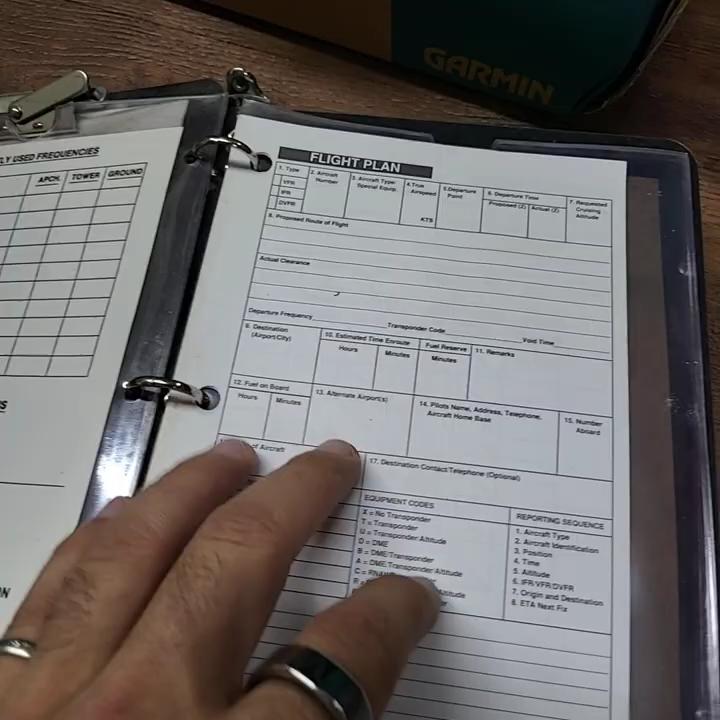 GARMIN
LY USED FREQUENCIES
APCH. TOWER GROUND
FLIGHT PLAN
1. Type
VFR
IFR
DVFR
2. Aircraft
Number
3. Aircraft Type/
Special Equip.
4. True
Airspeed
KTS
5. Departure
Point
6. Departure Time
Proposed (Z) Actual (Z)
7. Requested
Cruising
Altitude
8. Proposed Route of Flight
Actual Clearance
Departure Frequency Transponder Code Void Time
9. Destination
(Airport/City)
10. Estimated Time Enroute
Hours Minutes
Fuel Reserve
Minutes
11. Remarks
12. Fuel on Board
Hours Minutes
13. Alternate Airport(s)
14. Pilots Name, Address, Telephone,
Aircraft Home Base
15. Number
Aboard
of Aircraft
17. Destination Contact/Telephone (Optional)
EQUIPMENT CODES
X = No Transponder
T = Transponder
U = Transponder/Altitude
D = DME
B = DME/Transponder
A = DME/Transponder/Altitude
C = RNAV
REPORTING SEQUENCE
1. Aircraft Type
2. Aircraft Identification
3. Position
4. Time
5. Altitude
6. IFR/VFR/DVFR
7. Origin and Destination
8. ETA Next Fix